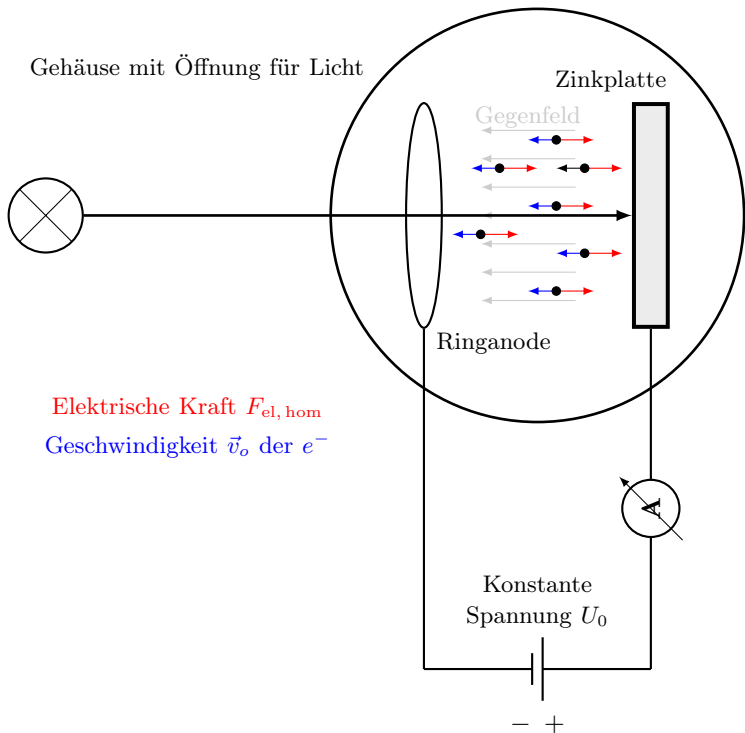 Gehäuse mit Öffnung für Licht
Zinkplatte
Gegenfeld
Ringanode
Elektrische Kraft $F_{\text{el, hom}}$
Geschwindigkeit $\vec{v}_o$ der $e^-$
A
Konstante
Spannung $U_0$
− +